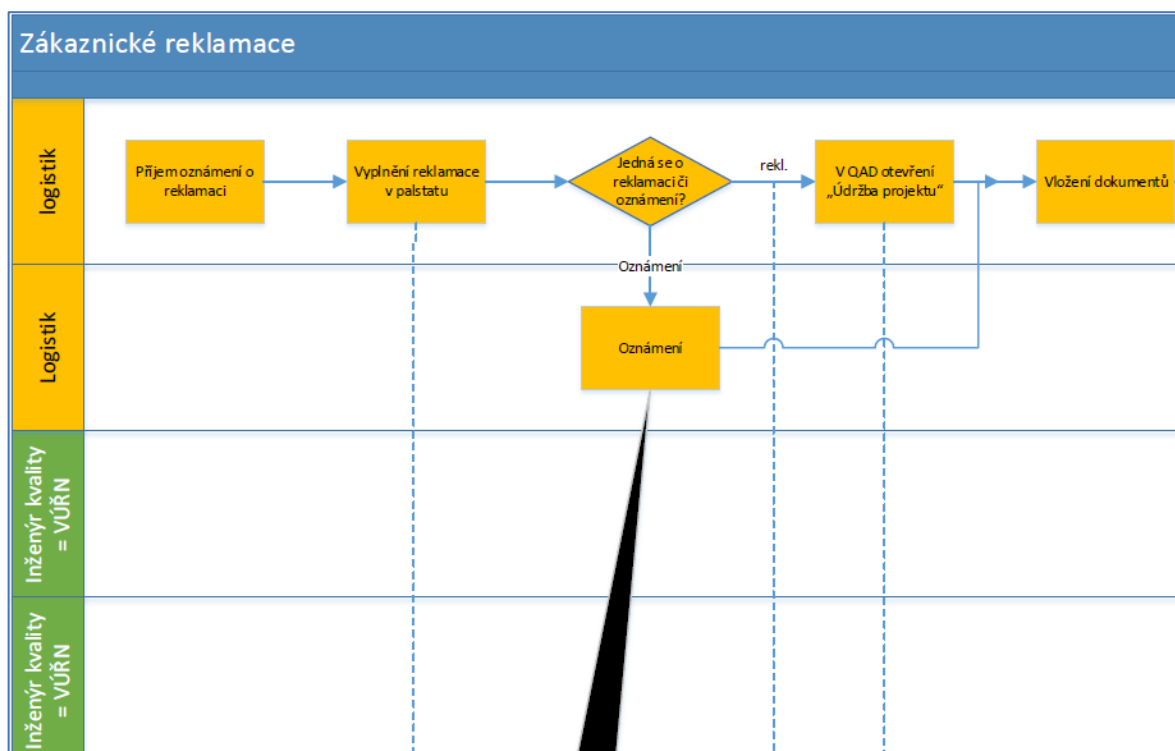 Zákaznické reklamace
logistik
Příjem oznámení o
reklamaci
Vyplnění reklamace
v palstatu
Jedná se o
reklamaci či
oznámení?
rekl.
V QAD otevření
„Údržba projektu“
Vložení dokumentů
Oznámení
Logistik
Oznámení
Inženýr kvality
= VÚŘN
Inženýr kvality
= VÚŘN